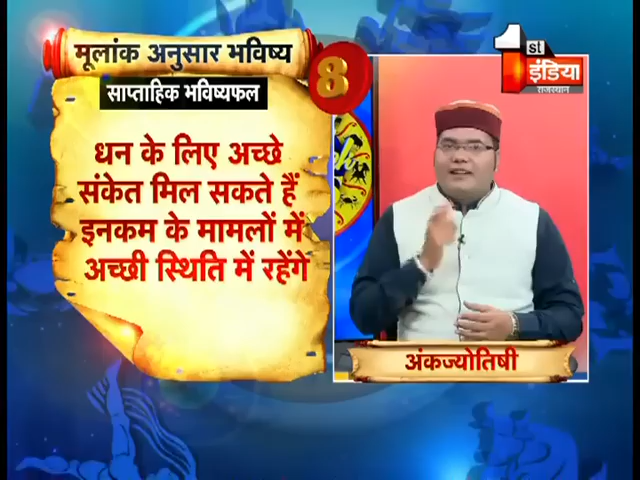 मूलांक अनुसार भविष्य
8
साप्ताहिक भविष्यफल
धन के लिए अच्छे
संकेत मिल सकते हैं
इनकम के मामलों में
अच्छी स्थिति में रहेंगे
1st
इंडिया
राजस्थान
अंकज्योतिषी